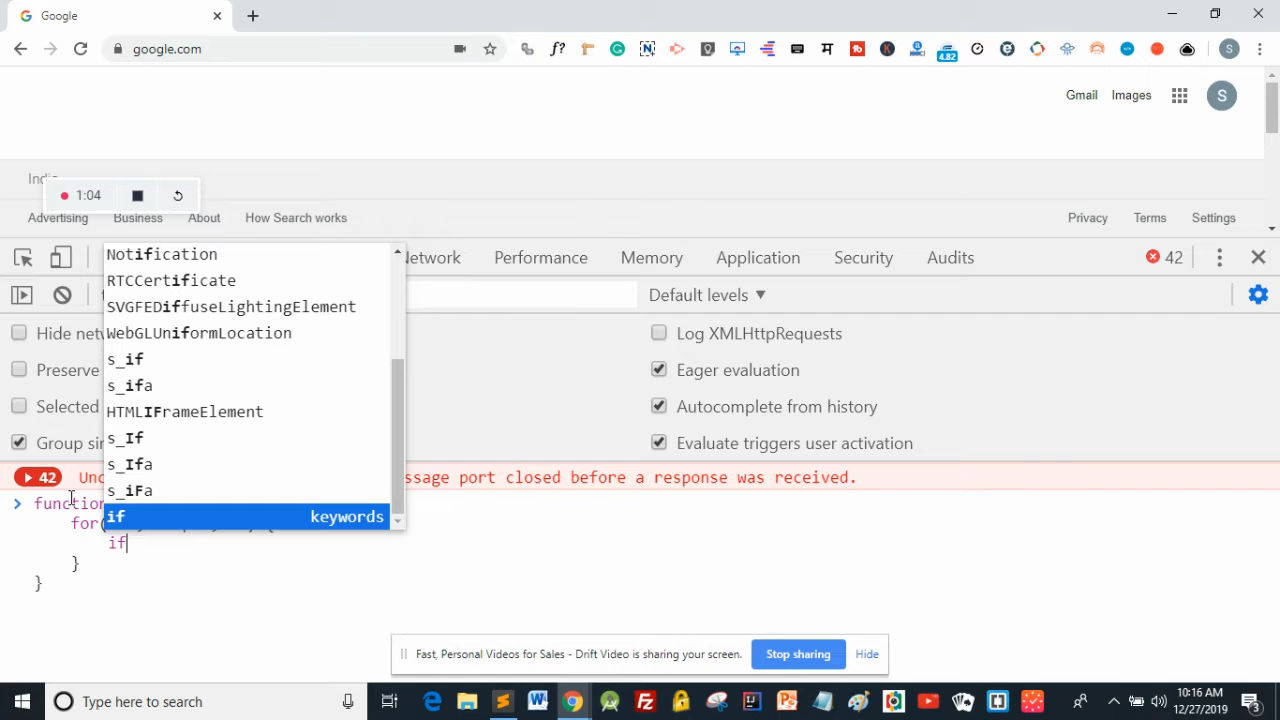 Google
google.com
f?
N
K
4.82
S
Gmail Images
S
India
1:04
Advertising Business About How Search works
Privacy Terms Settings
Network Performance Memory Application Security Audits
42
Default levels ▼
Hide
Log XMLHttpRequests
Preserve
Eager evaluation
Selected
Autocomplete from history
Group
Evaluate triggers user activation
Notification
RTCCertificate
SVGFEDiffuseLightingElement
WebGLUniformLocation
s_if
s_ifa
HTMLIFrameElement
s_If
s_Ifa
s_iFa
if keywords
42 ssage port closed before a response was received.
function
for(
if
}
}
Fast, Personal Videos for Sales - Drift Video is sharing your screen. Stop sharing Hide
Type here to search
10:16 AM
12/27/2019
3